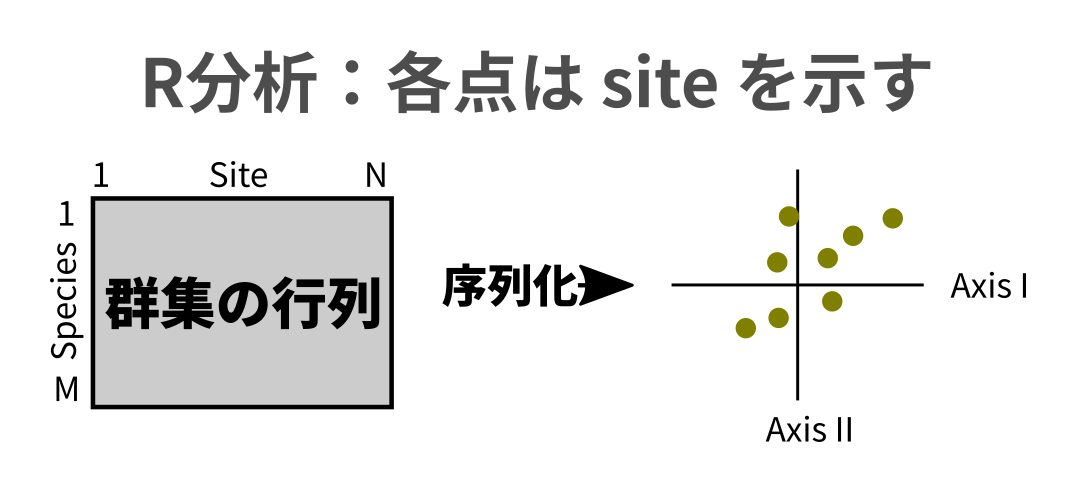 R分析：各点は site を示す
1 Site N
1
Species
M
群集の行列
序列化
Axis I
Axis II